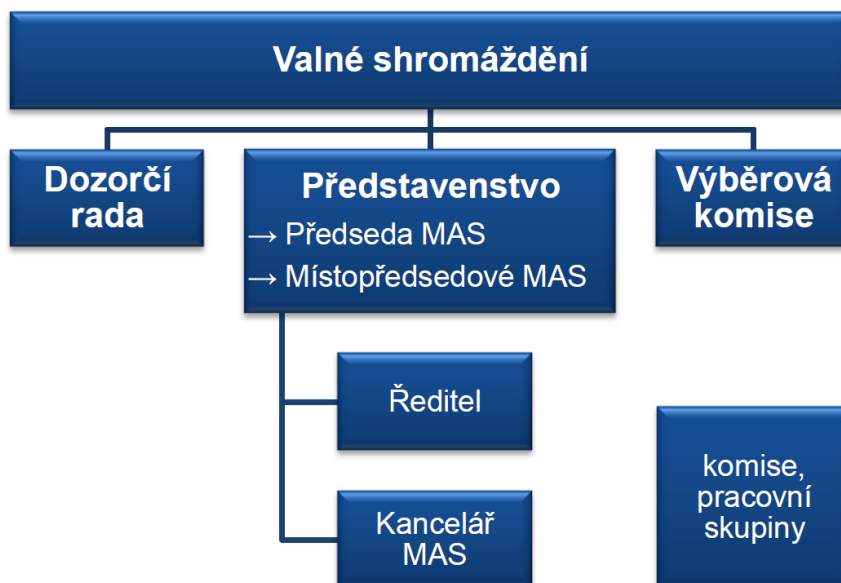 Valné shromáždění
Dozorčí
rada
Představenstvo
→ Předseda MAS
→ Místopředsedové MAS
Výběrová
komise
Ředitel
Kancelář
MAS
komise,
pracovní
skupiny